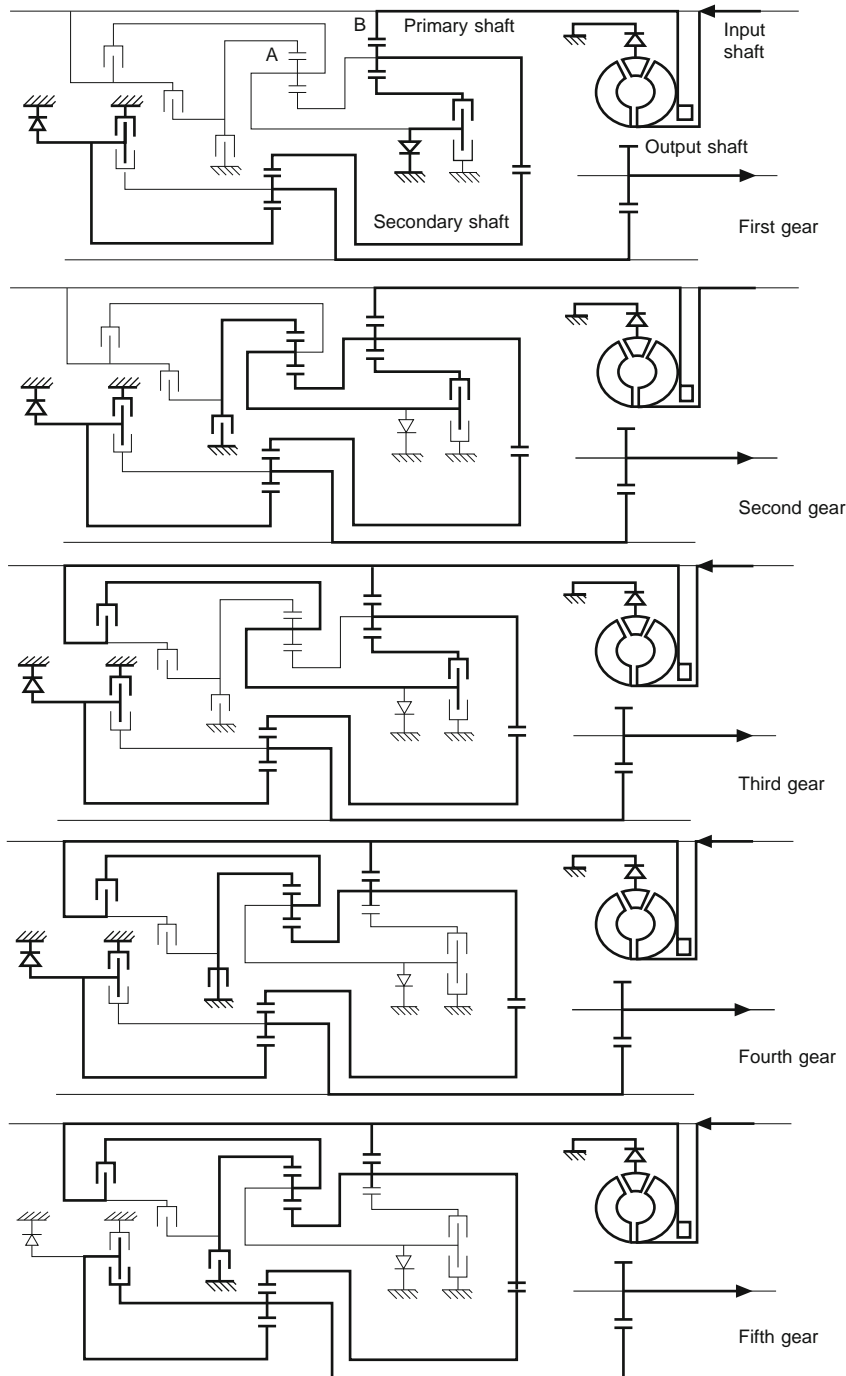 B Primary shaft
Input
shaft
A
Output shaft
Secondary shaft
First gear
Second gear
Third gear
Fourth gear
Fifth gear